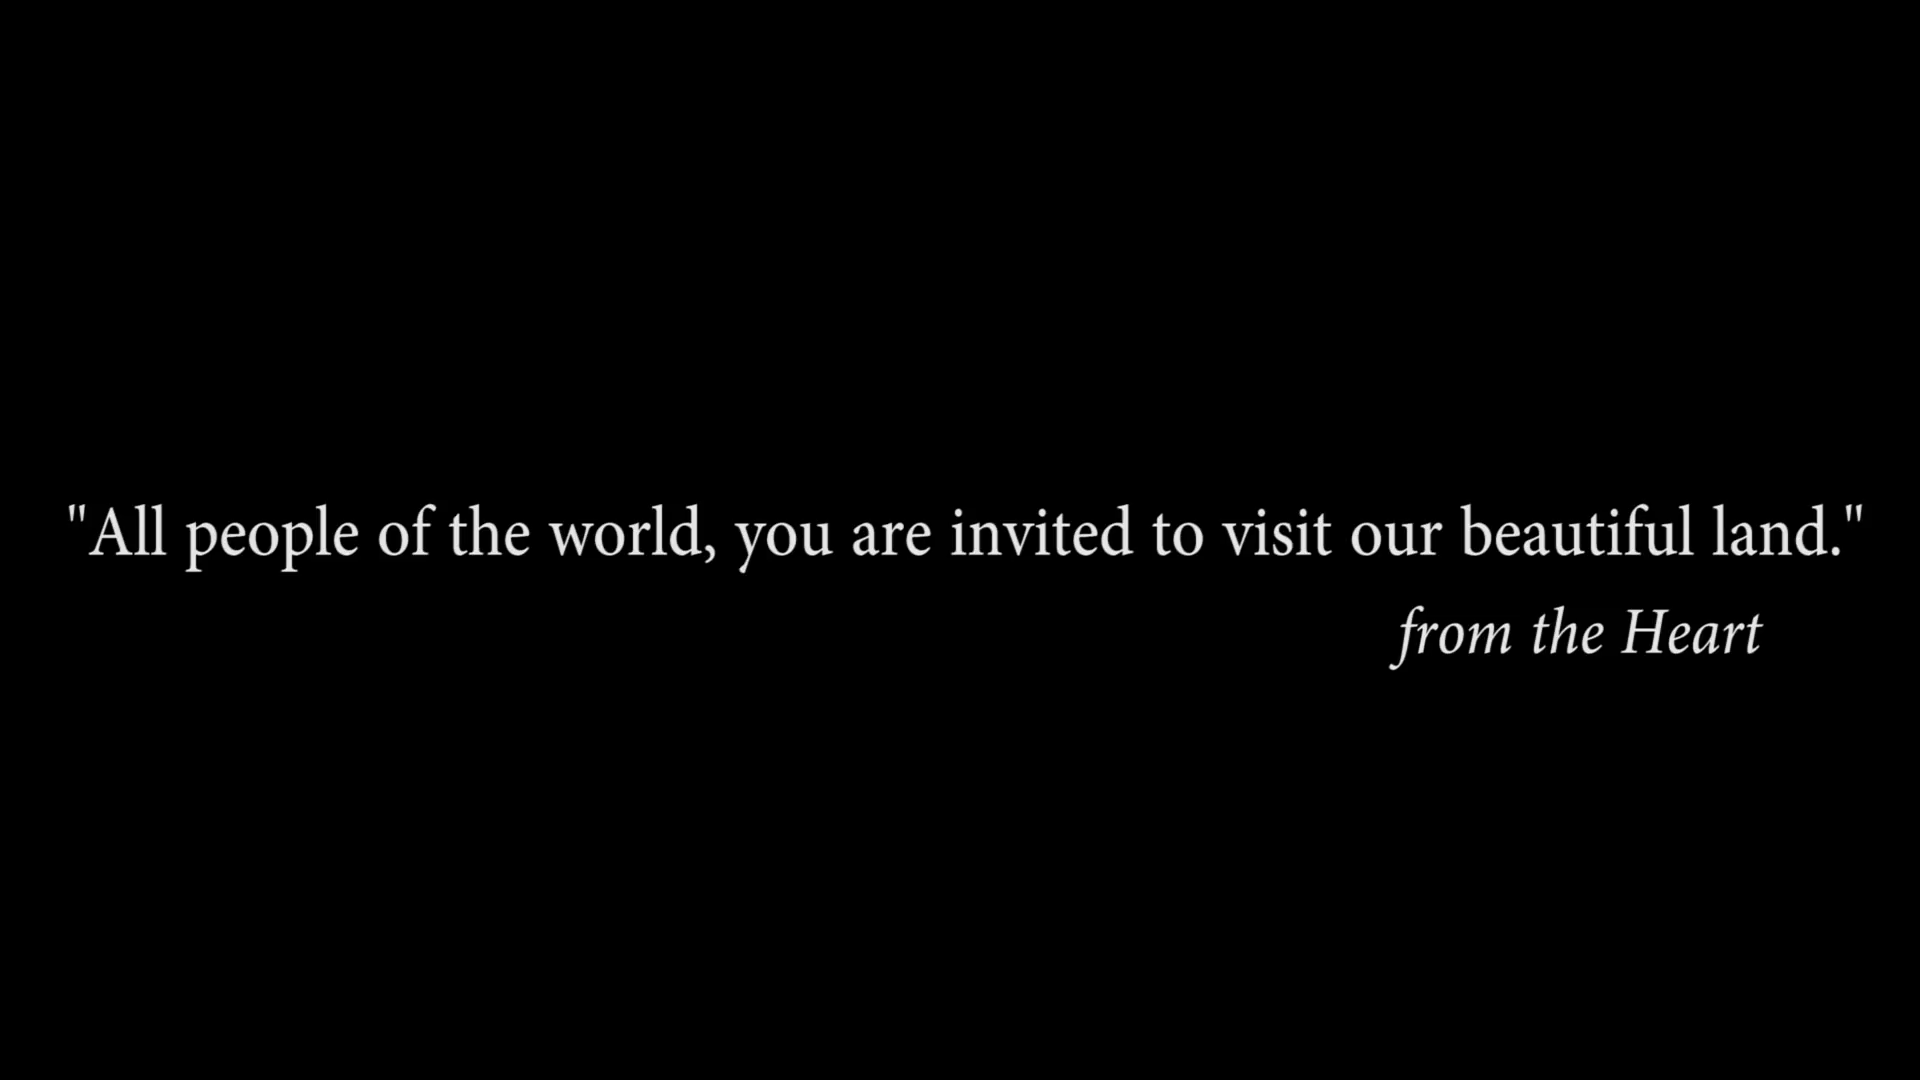 "All people of the world, you are invited to visit our beautiful land."
from the Heart